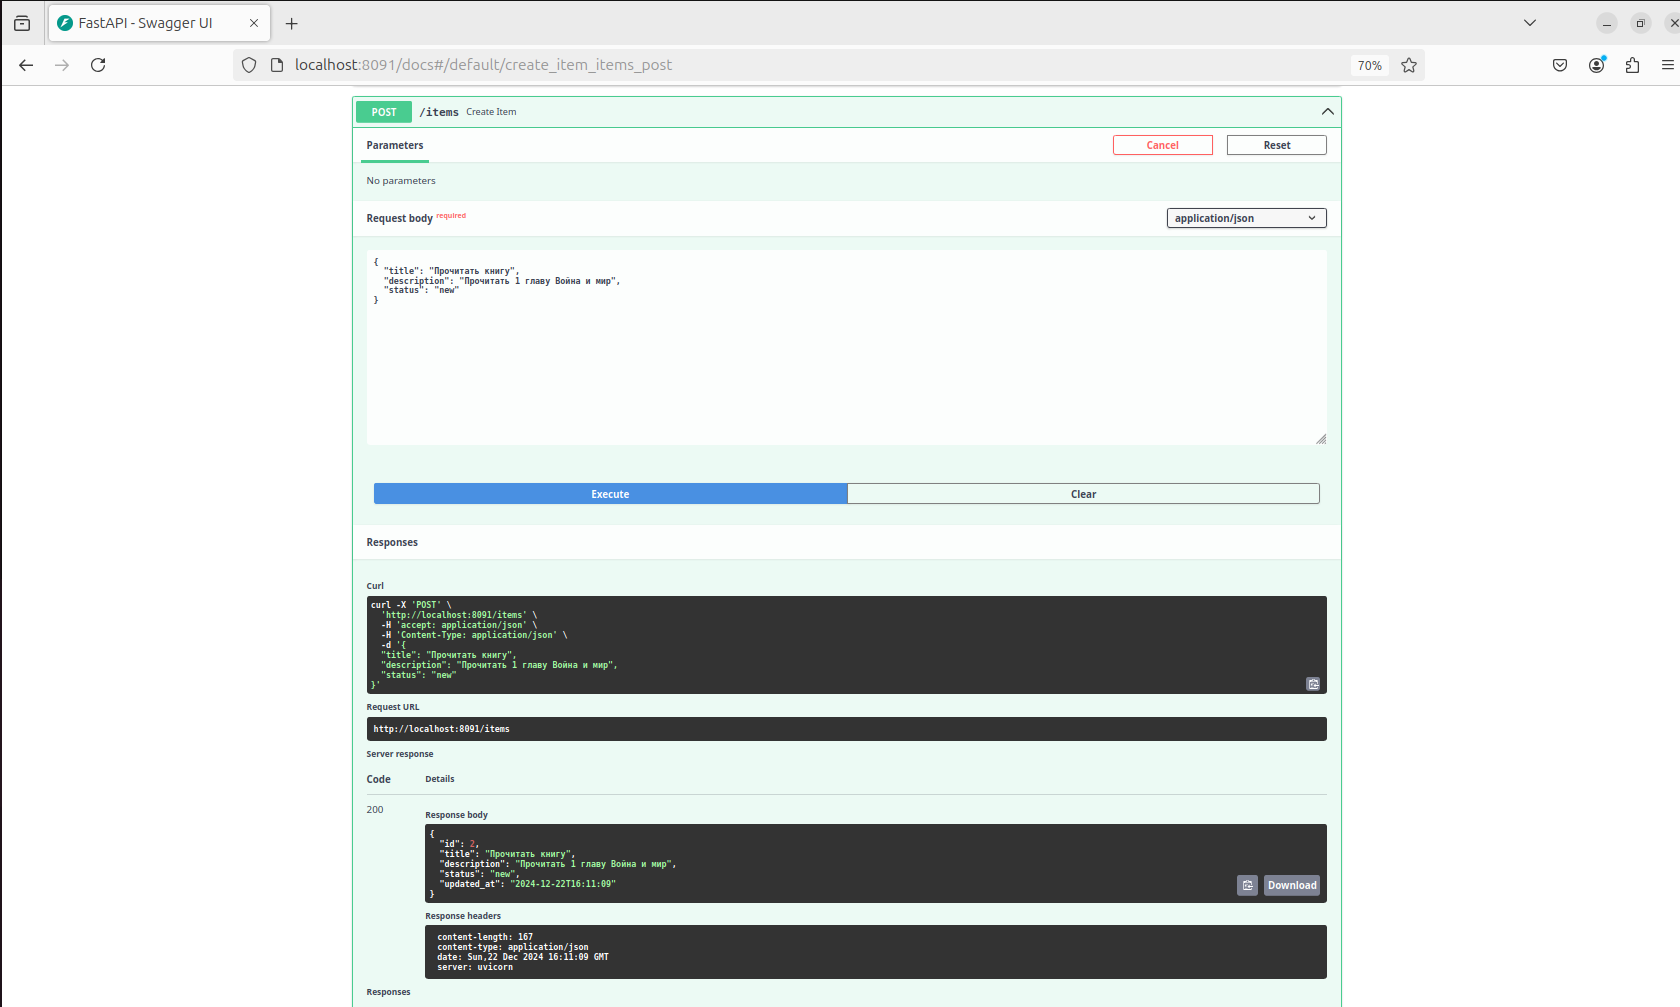 FastAPI - Swagger UI
localhost:8091/docs#/default/create_item_items_post
70%
POST /items Create Item
Parameters
Cancel
Reset
No parameters
Request body required
application/json
{
  "title": "Прочитать книгу",
  "description": "Прочитать 1 главу Война и мир",
  "status": "new"
}
Execute
Clear
Responses
Curl
curl -X 'POST' \
  'http://localhost:8091/items' \
  -H 'accept: application/json' \
  -H 'Content-Type: application/json' \
  -d '{
  "title": "Прочитать книгу",
  "description": "Прочитать 1 главу Война и мир",
  "status": "new"
}'
Request URL
http://localhost:8091/items
Server response
Code Details
200
Response body
{
  "id": 2,
  "title": "Прочитать книгу",
  "description": "Прочитать 1 главу Война и мир",
  "status": "new",
  "updated_at": "2024-12-22T16:11:09"
}
Download
Response headers
content-length: 167
content-type: application/json
date: Sun,22 Dec 2024 16:11:09 GMT
server: uvicorn
Responses